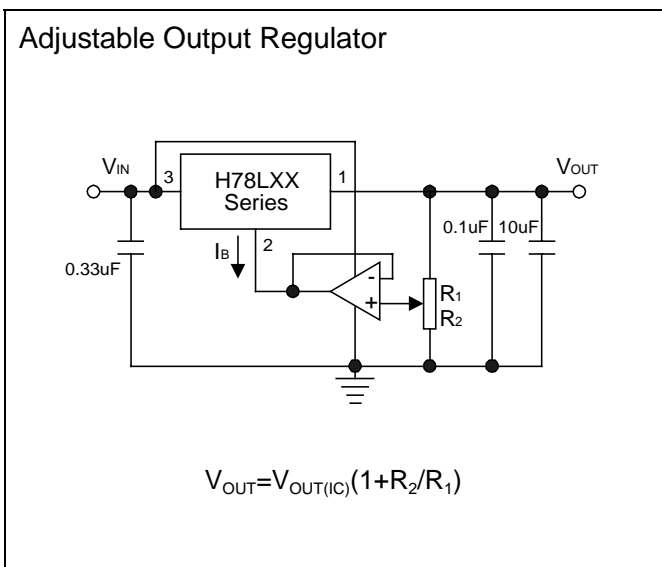 Adjustable Output Regulator
VIN
3
H78LXX
Series
1
VOUT
IB
2
0.33uF
-
+
R1
R2
0.1uF
10uF
VOUT=VOUT(IC)(1+R2/R1)